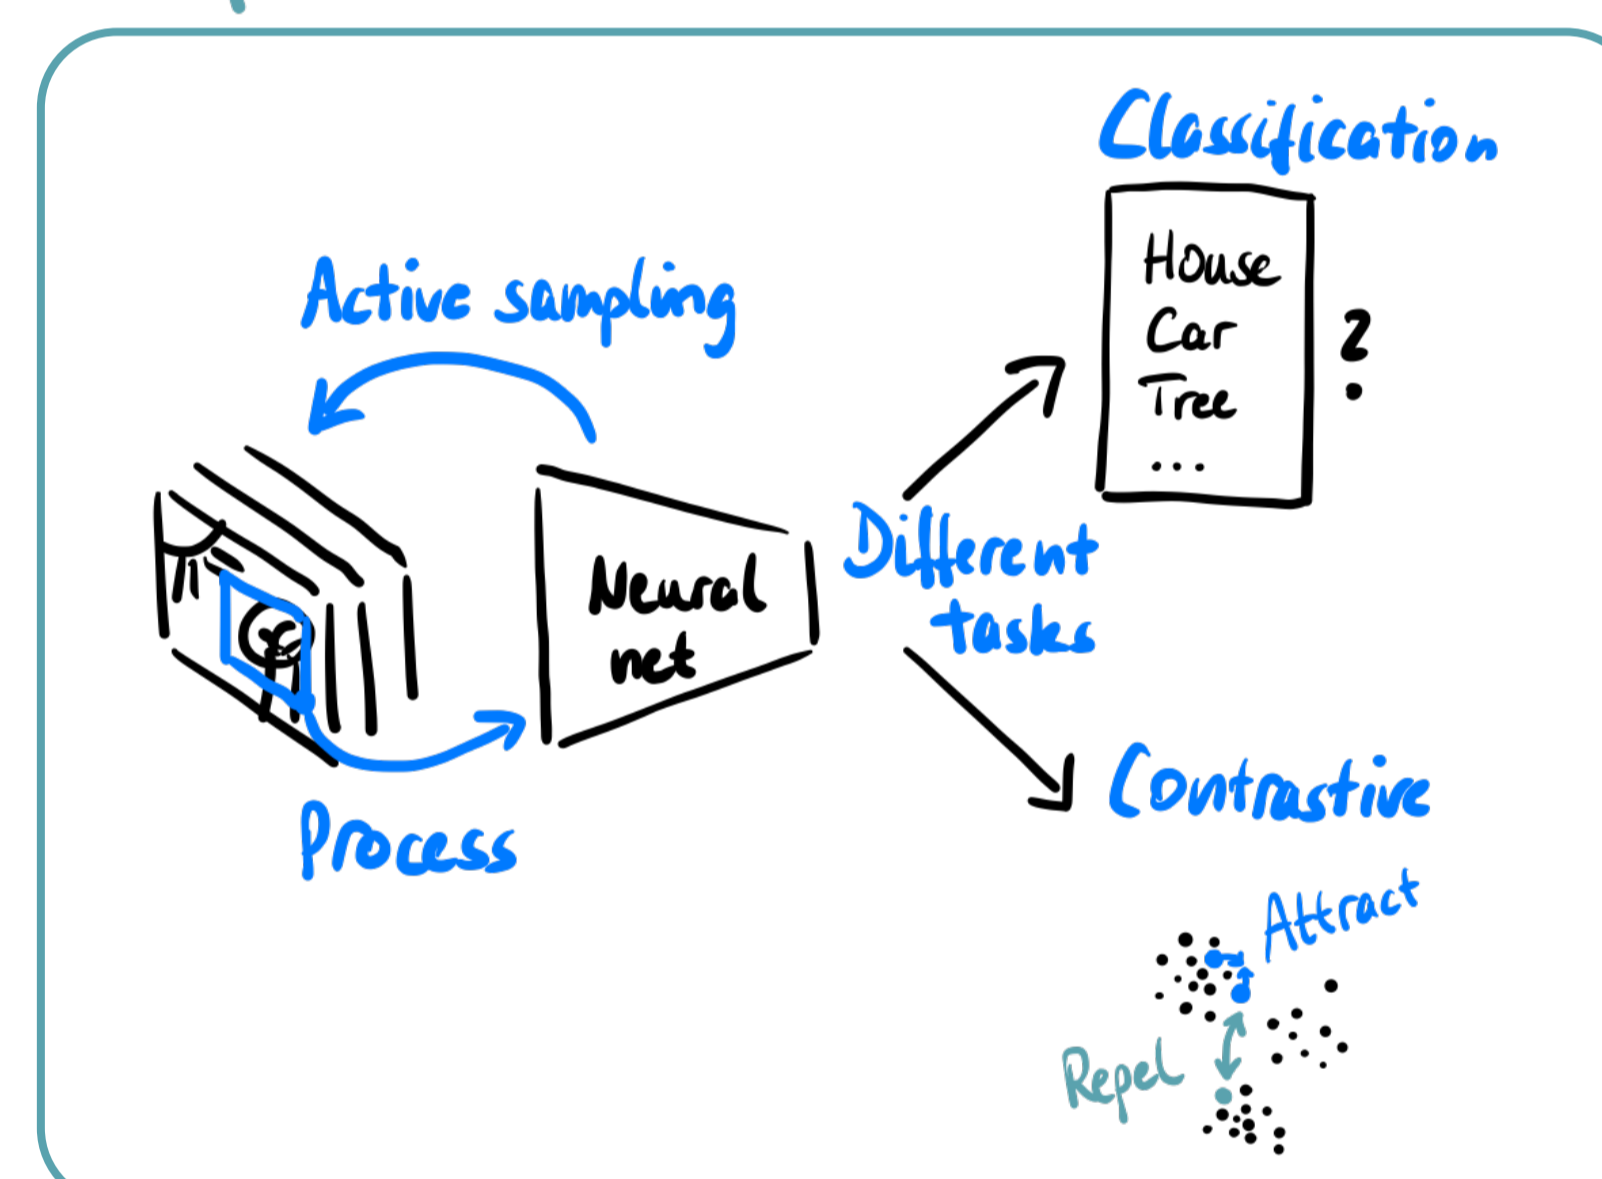 Classification
House
Car
Tree
...
?
Active sampling
Neural
net
Different
tasks
Process
Contrastive
Attract
Repel